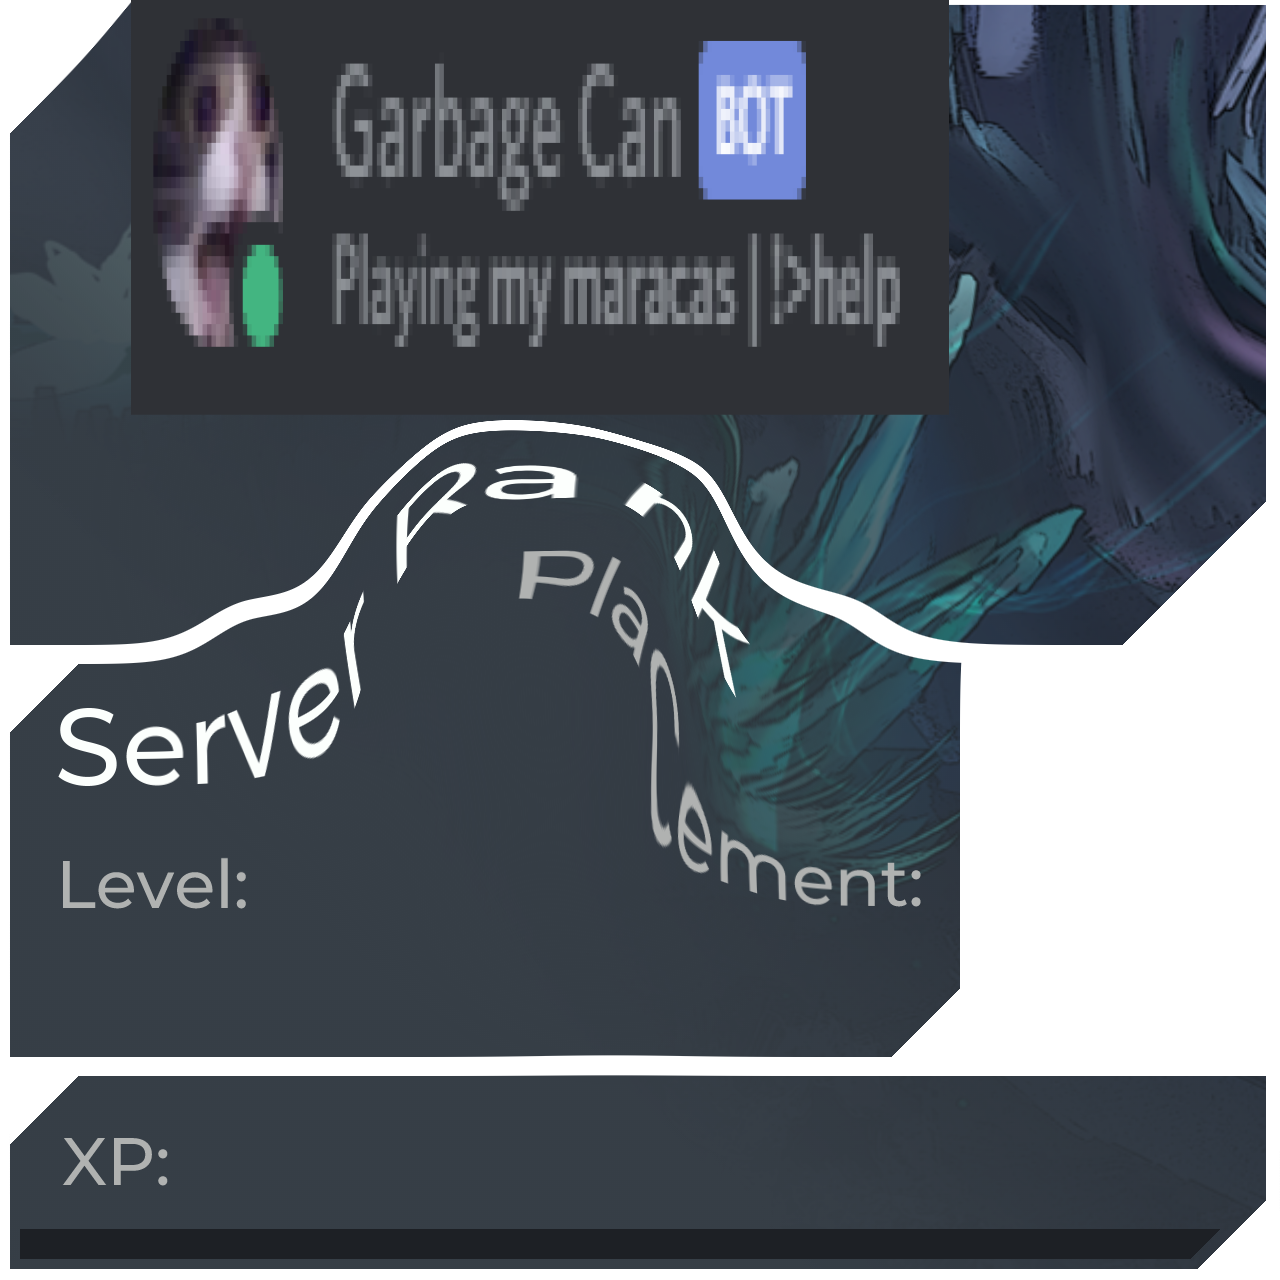 Garbage Can BOT
Playing my maracas | !>help
Server Rank
Placement:
Level:
XP: